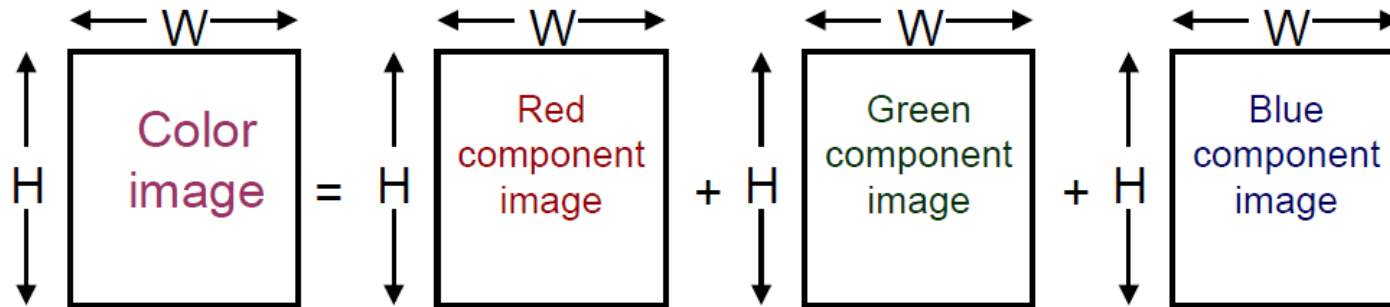 W W W W
Color Red Green Blue
image component component component
image image image
H = H + H + H